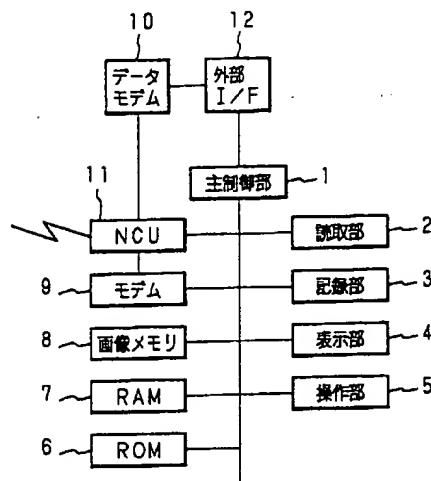 10
12
データ
モデム
外部
I/F
主制御部
1
11
NCU
読取部
2
9
モデム
記録部
3
8
画像メモリ
表示部
4
7
RAM
操作部
5
6
ROM